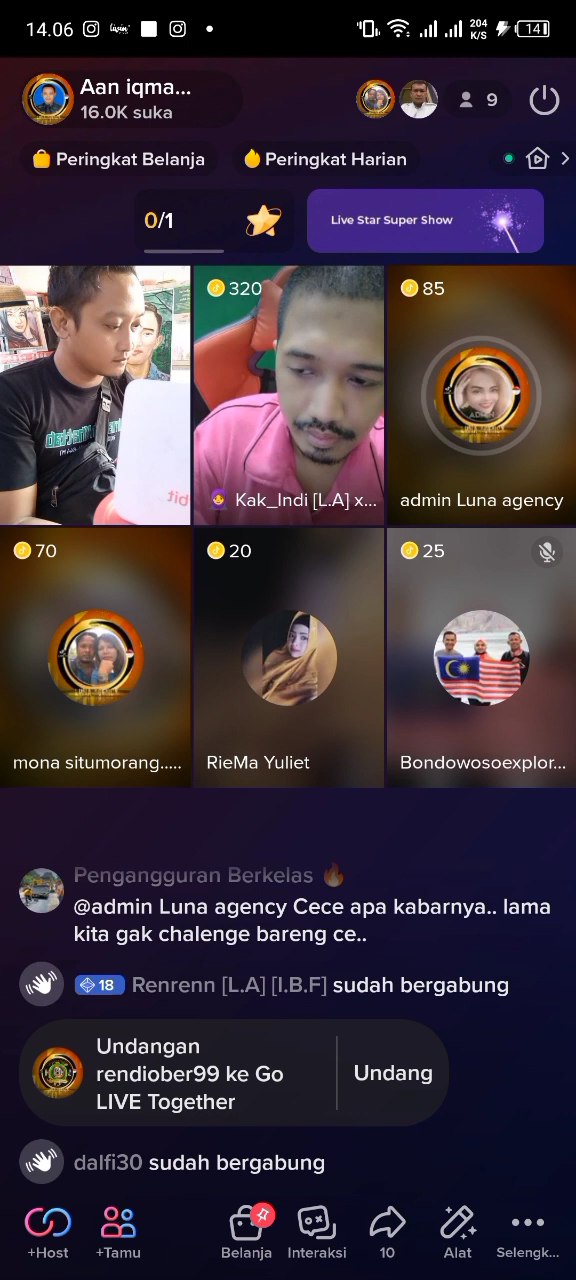 14.06
204
K/S
14
Aan iqma...
16.0K suka
9
Peringkat Belanja
Peringkat Harian
0/1
Live Star Super Show
320
85
Kak_Indi [L.A] x...
admin Luna agency
70
20
25
mona situmorang.....
RieMa Yuliet
Bondowosoexplor...
Pengangguran Berkelas 🔥
@admin Luna agency Cece apa kabarnya.. lama
kita gak chalenge bareng ce..
18 Renrenn [L.A] [I.B.F] sudah bergabung
Undangan
rendiober99 ke Go
LIVE Together
Undang
dalfi30 sudah bergabung
+Host
+Tamu
Belanja
Interaksi
10
Alat
Selengk...